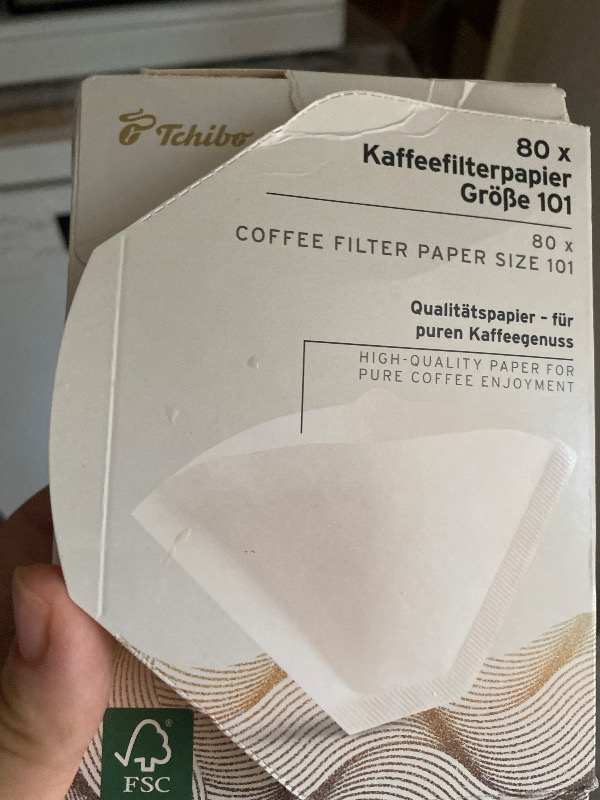 Tchibo
80 x
Kaffeefilterpapier
Größe 101
80 x
COFFEE FILTER PAPER SIZE 101
Qualitätspapier – für
puren Kaffeegenuss
HIGH-QUALITY PAPER FOR
PURE COFFEE ENJOYMENT
®
FSC